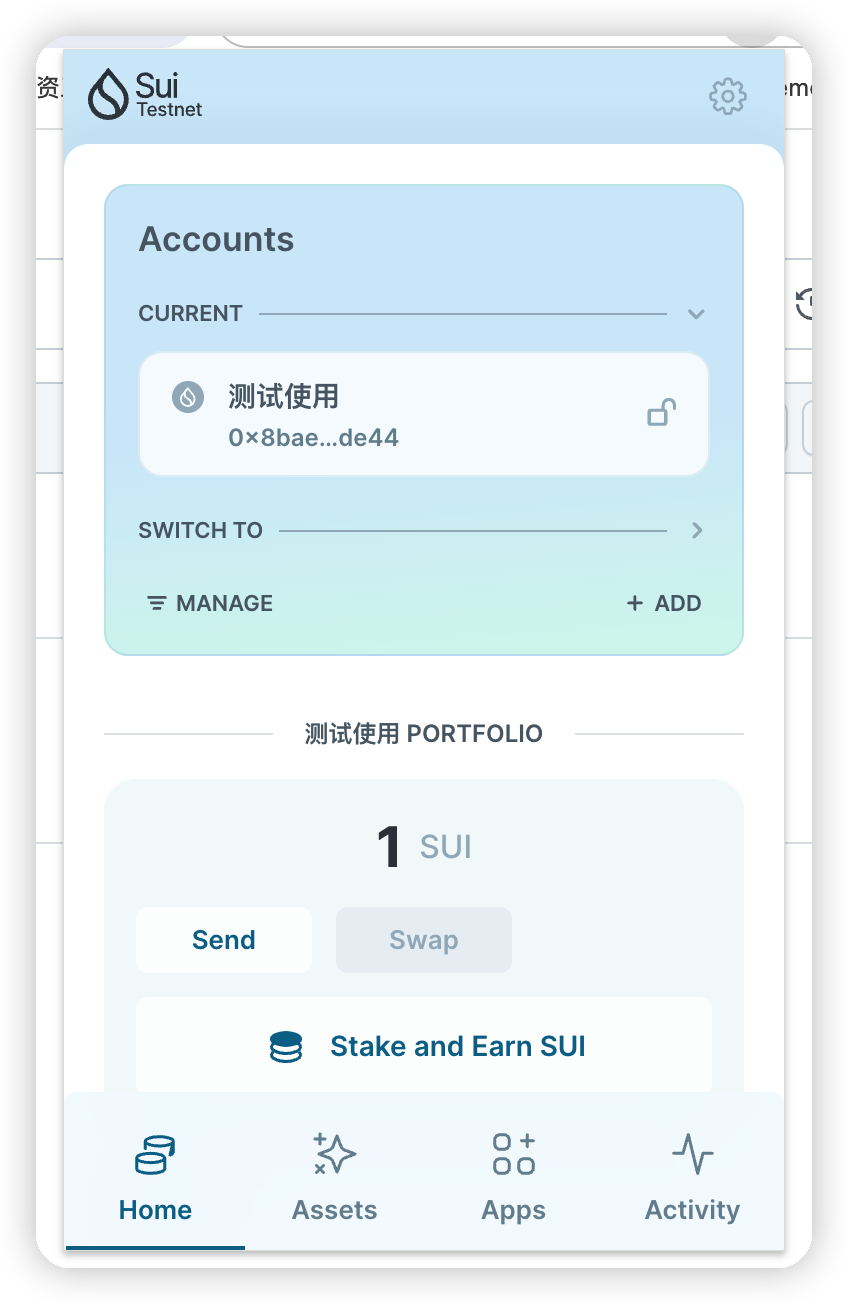 资
Sui
Testnet
Accounts
CURRENT
测试使用
0×8bae...de44
SWITCH TO
MANAGE
+ ADD
测试使用 PORTFOLIO
1 SUI
Send
Swap
Stake and Earn SUI
Home
Assets
Apps
Activity